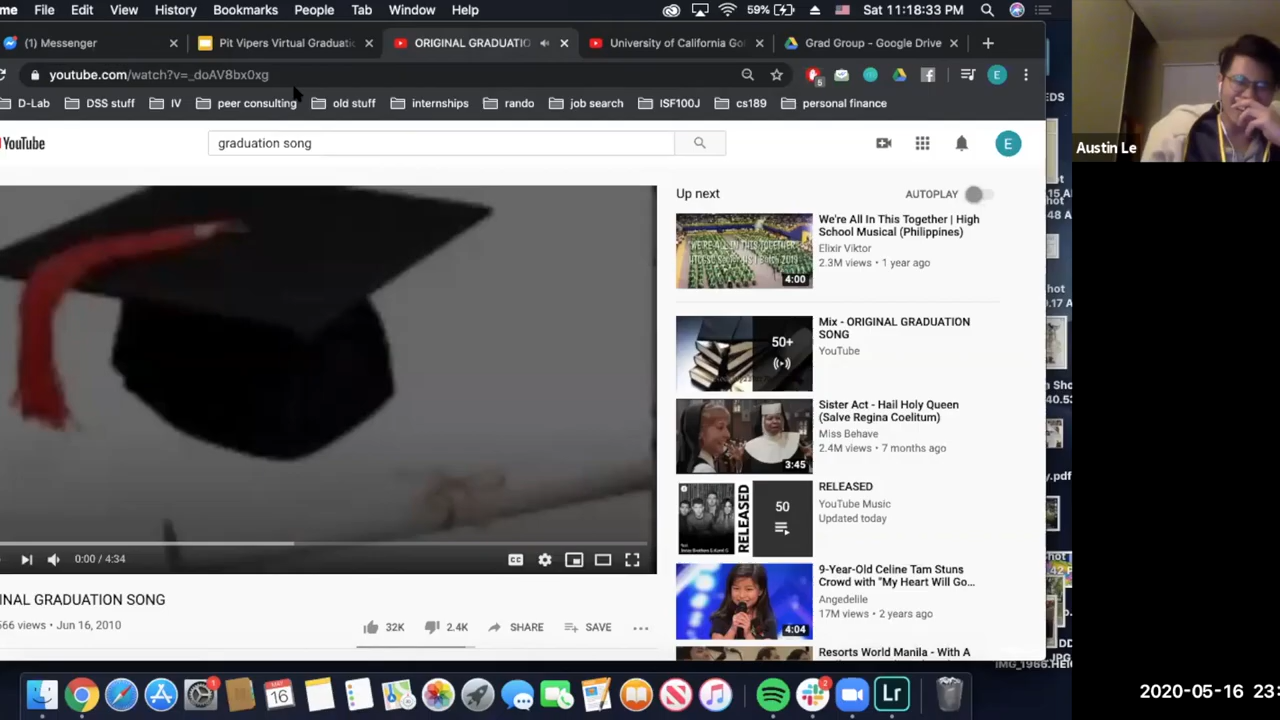 me File Edit View History Bookmarks People Tab Window Help 59% Sat 11:18:33 PM
(1) Messenger Pit Vipers Virtual Graduati ORIGINAL GRADUATIO University of California Go Grad Group - Google Drive
youtube.com/watch?v=_doAV8bx0xg
D-Lab DSS stuff IV peer consulting old stuff internships rando job search ISF100J cs189 personal finance
YouTube
graduation song
E
Up next
AUTOPLAY
We're All In This Together | High
School Musical (Philippines)
Elixir Viktor
2.3M views • 1 year ago
4:00
Mix - ORIGINAL GRADUATION
SONG
YouTube
50+
Sister Act - Hail Holy Queen
(Salve Regina Coelitum)
Miss Behave
2.4M views • 7 months ago
3:45
RELEASED
YouTube Music
Updated today
RELEASED
50
9-Year-Old Celine Tam Stuns
Crowd with "My Heart Will Go...
Angedelile
17M views • 2 years ago
4:04
Resorts World Manila - With A
0:00 / 4:34
INAL GRADUATION SONG
566 views • Jun 16, 2010
32K 2.4K SHARE SAVE
Austin Le
IMG_1966.HEI
MAY
16
Lr
2020-05-16 23: